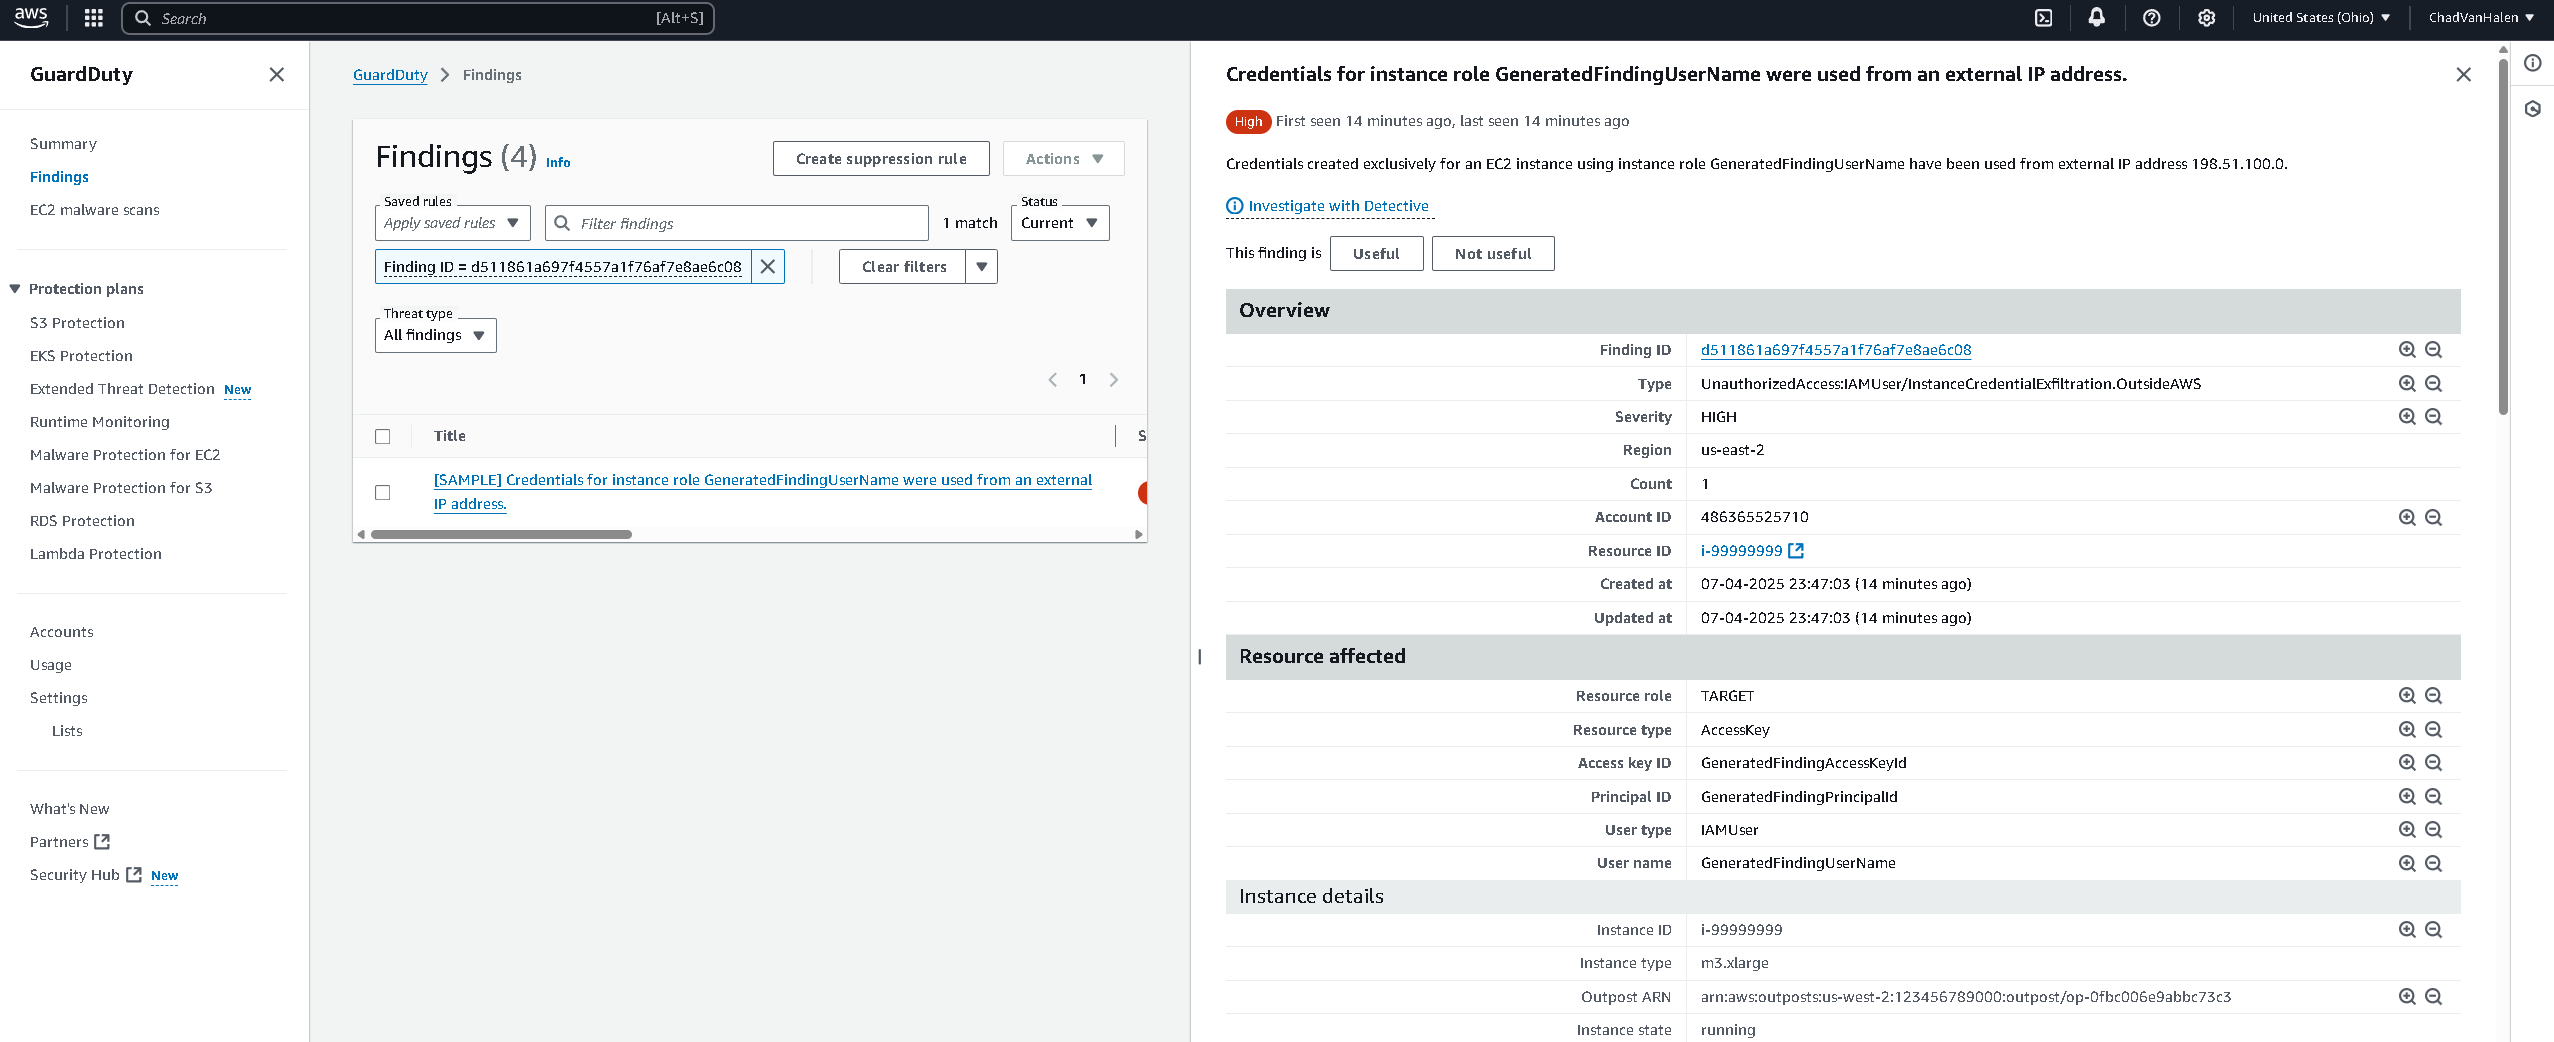 aws
Search
[Alt+S]
United States (Ohio)
ChadVanHalen
GuardDuty
Summary
Findings
EC2 malware scans
Protection plans
S3 Protection
EKS Protection
Extended Threat Detection New
Runtime Monitoring
Malware Protection for EC2
Malware Protection for S3
RDS Protection
Lambda Protection
Accounts
Usage
Settings
Lists
What's New
Partners
Security Hub New
GuardDuty > Findings
Findings (4) Info
Create suppression rule
Actions
Saved rules
Apply saved rules
Filter findings
1 match
Status
Current
Finding ID = d511861a697f4557a1f76af7e8ae6c08
Clear filters
Threat type
All findings
1
Title
S
[SAMPLE] Credentials for instance role GeneratedFindingUserName were used from an external
IP address.
Credentials for instance role GeneratedFindingUserName were used from an external IP address.
High First seen 14 minutes ago, last seen 14 minutes ago
Credentials created exclusively for an EC2 instance using instance role GeneratedFindingUserName have been used from external IP address 198.51.100.0.
Investigate with Detective
This finding is Useful Not useful
Overview
Finding ID d511861a697f4557a1f76af7e8ae6c08
Type UnauthorizedAccess:IAMUser/InstanceCredentialExfiltration.OutsideAWS
Severity HIGH
Region us-east-2
Count 1
Account ID 486365525710
Resource ID i-99999999
Created at 07-04-2025 23:47:03 (14 minutes ago)
Updated at 07-04-2025 23:47:03 (14 minutes ago)
Resource affected
Resource role TARGET
Resource type AccessKey
Access key ID GeneratedFindingAccessKeyId
Principal ID GeneratedFindingPrincipalId
User type IAMUser
User name GeneratedFindingUserName
Instance details
Instance ID i-99999999
Instance type m3.xlarge
Outpost ARN arn:aws:outposts:us-west-2:123456789000:outpost/op-0fbc006e9abbc73c3
Instance state running